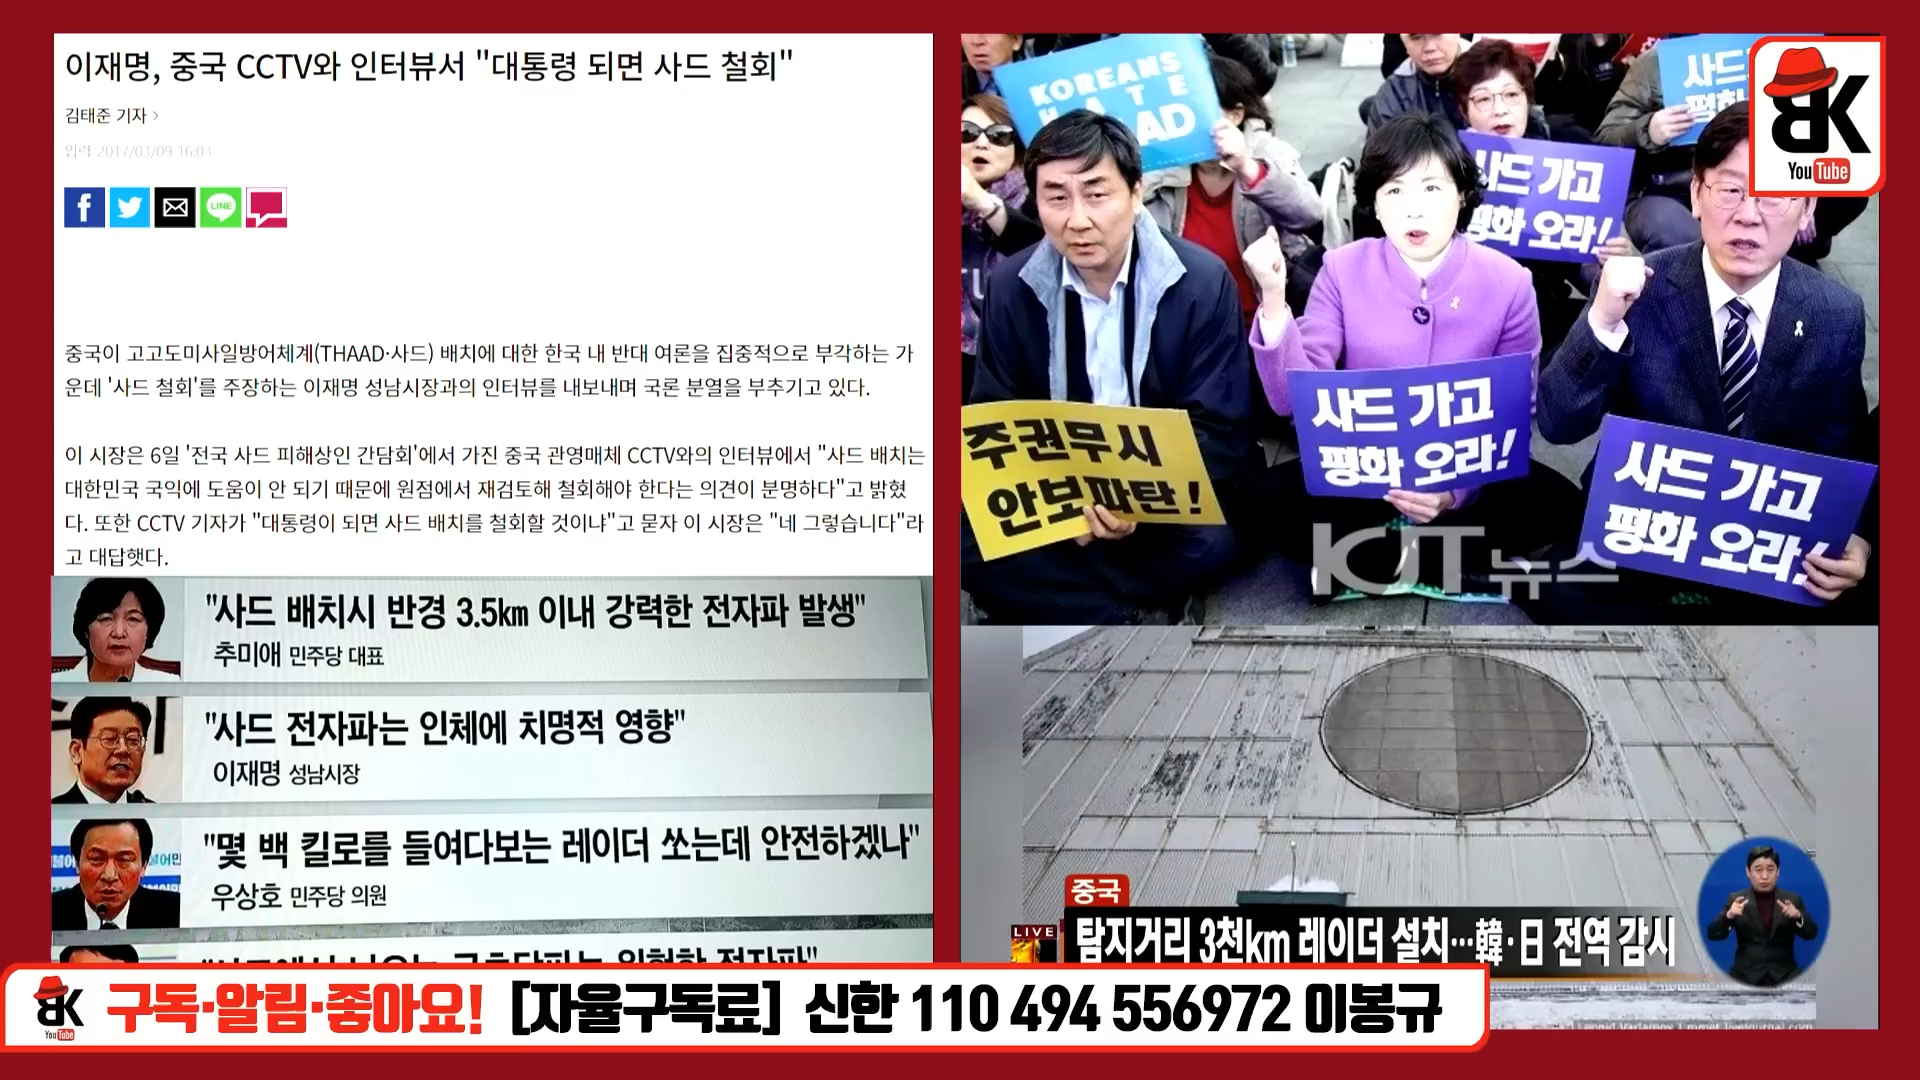 이재명, 중국 CCTV와 인터뷰서 "대통령 되면 사드 철회"
김태준 기자 >
입력 2017/03/09 16:03
f
LINE
중국이 고고도미사일방어체계(THAAD·사드) 배치에 대한 한국 내 반대 여론을 집중적으로 부각하는 가
운데 '사드 철회'를 주장하는 이재명 성남시장과의 인터뷰를 내보내며 국론 분열을 부추기고 있다.
이 시장은 6일 '전국 사드 피해상인 간담회'에서 가진 중국 관영매체 CCTV와의 인터뷰에서 "사드 배치는
대한민국 국익에 도움이 안 되기 때문에 원점에서 재검토해 철회해야 한다는 의견이 분명하다"고 밝혔
다. 또한 CCTV 기자가 "대통령이 되면 사드 배치를 철회할 것이냐"고 묻자 이 시장은 "네 그렇습니다"라
고 대답햇다.
"사드 배치시 반경 3.5㎞ 이내 강력한 전자파 발생"
추미애 민주당 대표
"사드 전자파는 인체에 치명적 영향"
이재명 성남시장
"몇 백 킬로를 들여다보는 레이더 쏘는데 안전하겠나"
우상호 민주당 의원
KOREANS
HATE
AD
사드
평화
BK
YouTube
사드 가고
평화 오라!
주권무시
안보파탄!
사드 가고
평화 오라!
사드 가고
평화 오라!
KJT뉴스
중국
LIVE
탐지거리 3천km 레이더 설치…韓·日 전역 감시
BK
YouTube
구독·알림·좋아요! [자율구독료] 신한 110 494 556972 이봉규